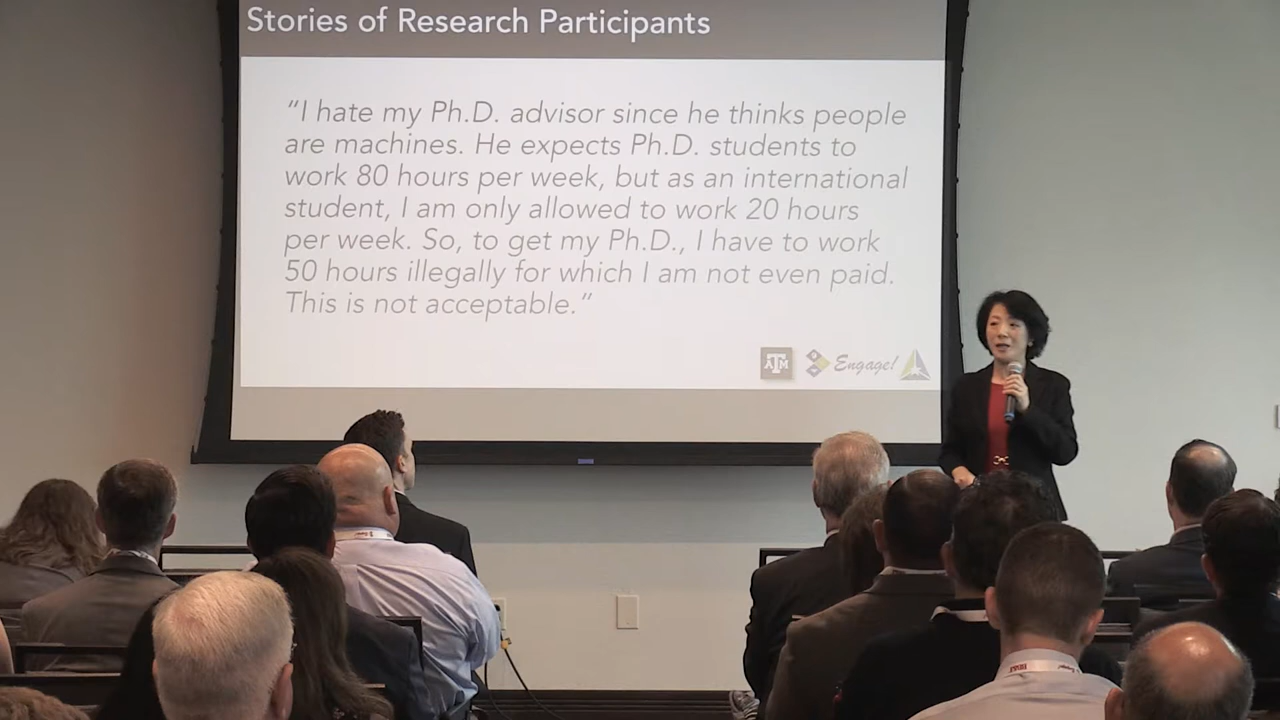 Stories of Research Participants
“I hate my Ph.D. advisor since he thinks people
are machines. He expects Ph.D. students to
work 80 hours per week, but as an international
student, I am only allowed to work 20 hours
per week. So, to get my Ph.D., I have to work
50 hours illegally for which I am not even paid.
This is not acceptable.”
ATM Engage!